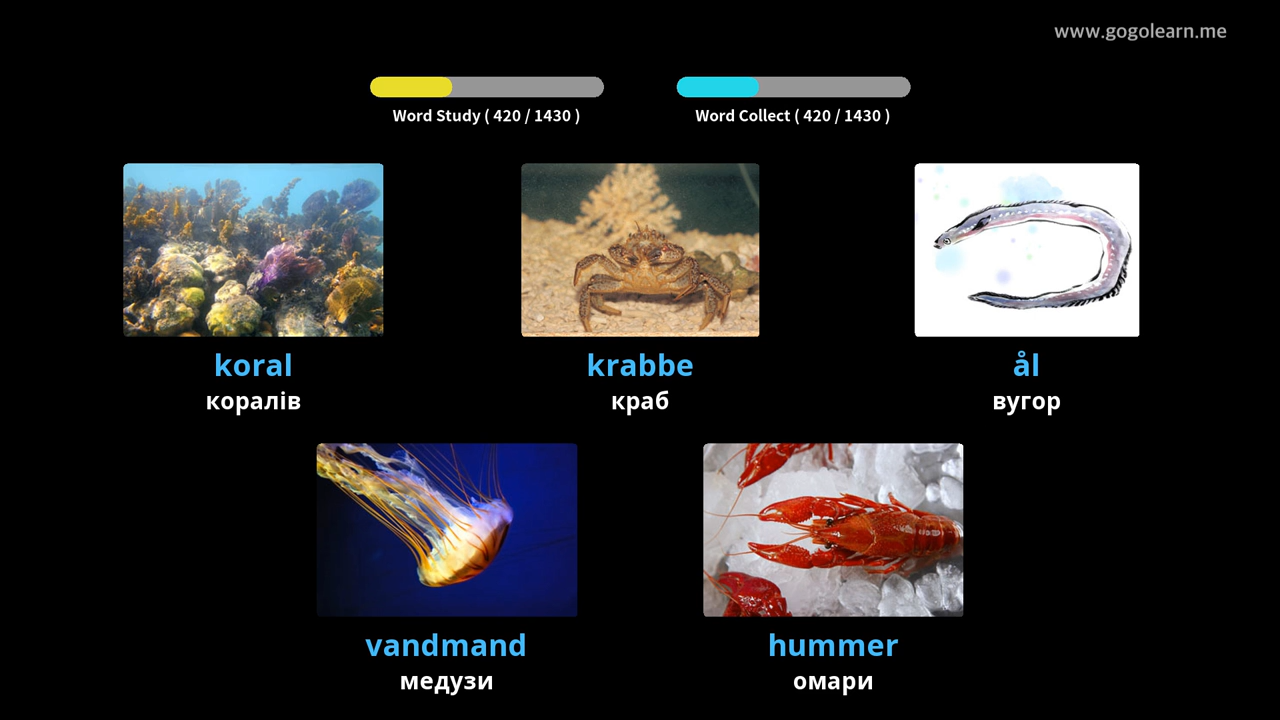 www.gogolearn.me
Word Study ( 420 / 1430 )
Word Collect ( 420 / 1430 )
koral
коралів
krabbe
краб
ål
вугор
vandmand
медузи
hummer
омари